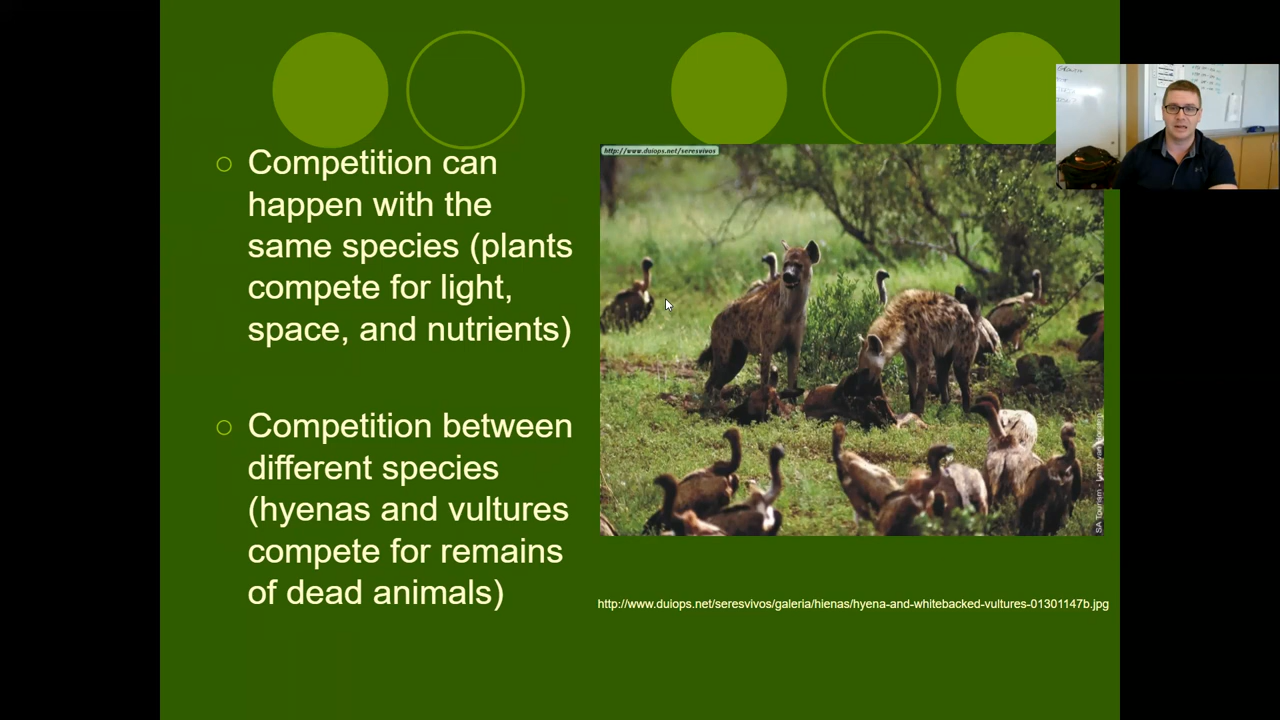 Competition can
happen with the
same species (plants
compete for light,
space, and nutrients)
Competition between
different species
(hyenas and vultures
compete for remains
of dead animals)
http://www.duiops.net/seresvivos
SA Tourism -
http://www.duiops.net/seresvivos/galeria/hienas/hyena-and-whitebacked-vultures-01301147b.jpg